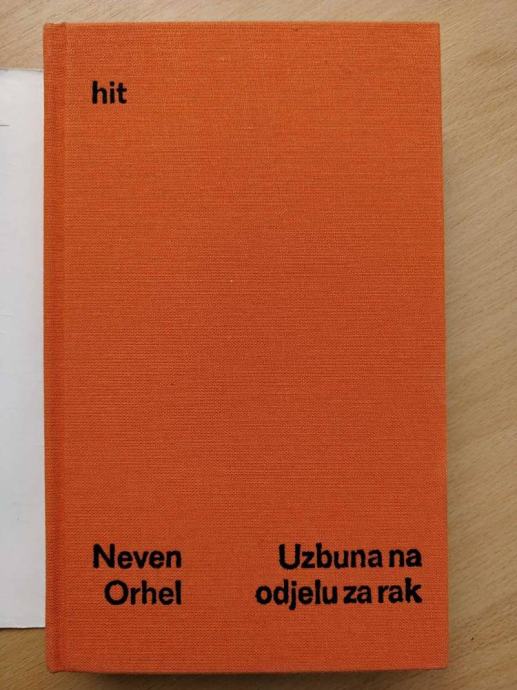 hit
Neven
Orhel
Uzbuna na
odjelu za rak